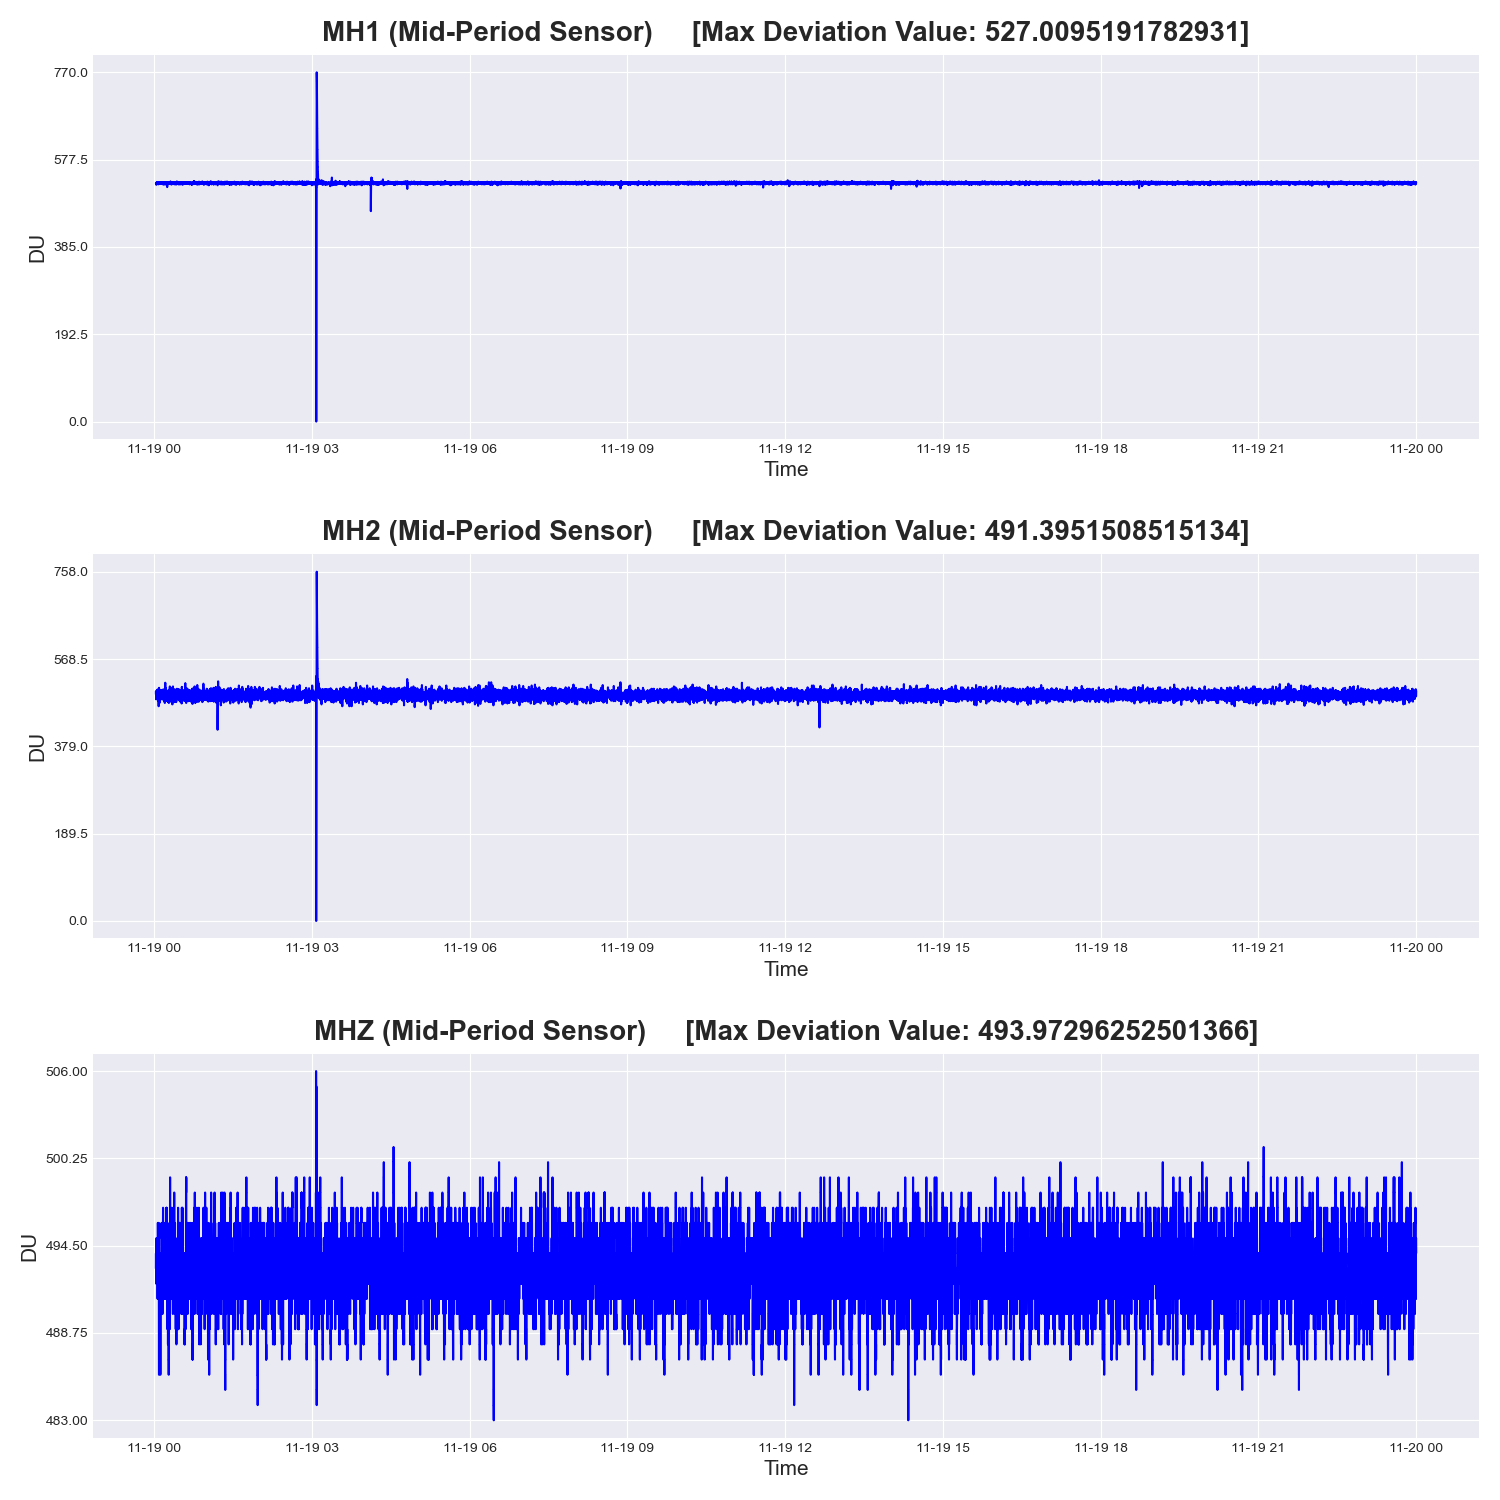 MH1 (Mid-Period Sensor) [Max Deviation Value: 527.0095191782931]
770.0
577.5
385.0
192.5
0.0
DU
11-19 00 11-19 03 11-19 06 11-19 09 11-19 12 11-19 15 11-19 18 11-19 21 11-20 00
Time
MH2 (Mid-Period Sensor) [Max Deviation Value: 491.3951508515134]
758.0
568.5
379.0
189.5
0.0
DU
11-19 00 11-19 03 11-19 06 11-19 09 11-19 12 11-19 15 11-19 18 11-19 21 11-20 00
Time
MHZ (Mid-Period Sensor) [Max Deviation Value: 493.97296252501366]
506.00
500.25
494.50
488.75
483.00
DU
11-19 00 11-19 03 11-19 06 11-19 09 11-19 12 11-19 15 11-19 18 11-19 21 11-20 00
Time